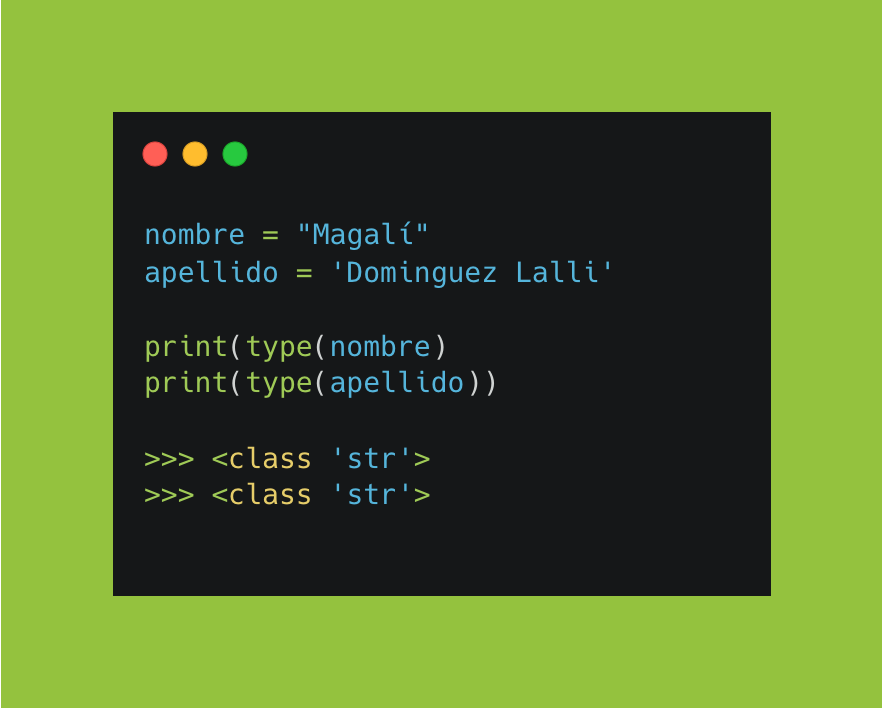 nombre = "Magalí"
apellido = 'Dominguez Lalli'
print(type(nombre)
print(type(apellido))
>>> <class 'str'>
>>> <class 'str'>